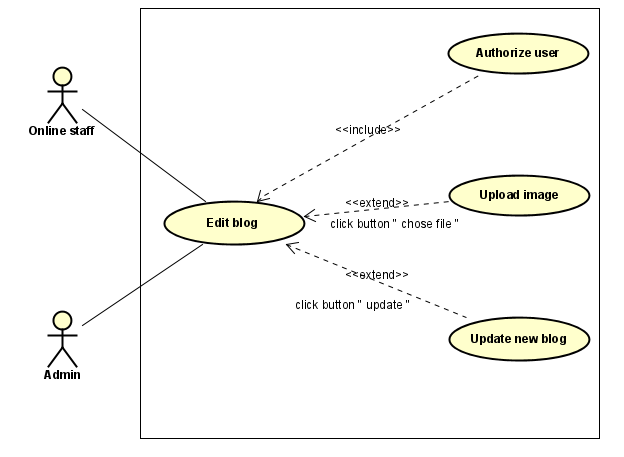 Authorize user
Online staff
<<include>>
Upload image
<<extend>>
Edit blog
click button " chose file "
<<extend>>
click button " update "
Update new blog
Admin